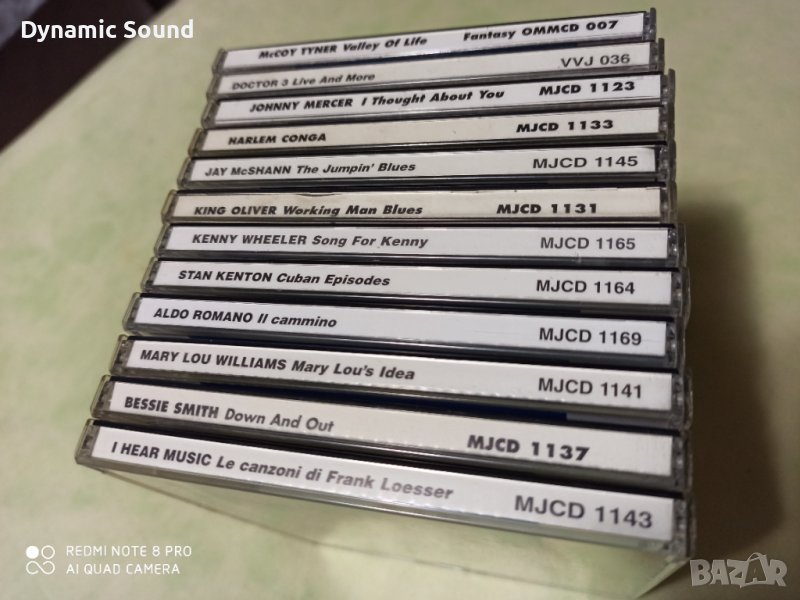 Dynamic Sound
McCOY TYNER Valley Of Life Fantasy OMMCD 007
DOCTOR 3 Live And More VVJ 036
JOHNNY MERCER I Thought About You MJCD 1123
HARLEM CONGA MJCD 1133
JAY McSHANN The Jumpin' Blues MJCD 1145
KING OLIVER Working Man Blues MJCD 1131
KENNY WHEELER Song For Kenny MJCD 1165
STAN KENTON Cuban Episodes MJCD 1164
ALDO ROMANO Il cammino MJCD 1169
MARY LOU WILLIAMS Mary Lou's Idea MJCD 1141
BESSIE SMITH Down And Out MJCD 1137
I HEAR MUSIC Le canzoni di Frank Loesser MJCD 1143
REDMI NOTE 8 PRO
AI QUAD CAMERA
BAZAR